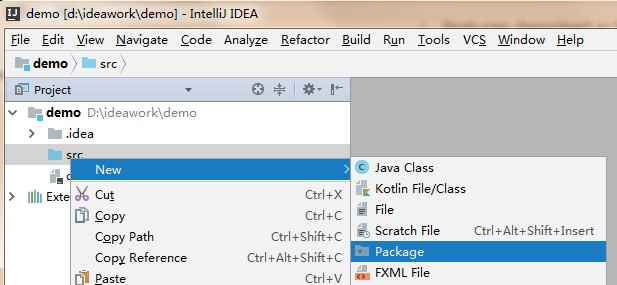 demo [d:\ideawork\demo] - IntelliJ IDEA
File Edit View Navigate Code Analyze Refactor Build Run Tools VCS Window Help
demo src
Project
demo D:\ideawork\demo
.idea
src
New
Cut Ctrl+X
Copy Ctrl+C
Copy Path Ctrl+Shift+C
Copy Reference Ctrl+Alt+Shift+C
Paste Ctrl+V
Java Class
Kotlin File/Class
File
Scratch File Ctrl+Alt+Shift+Insert
Package
FXML File